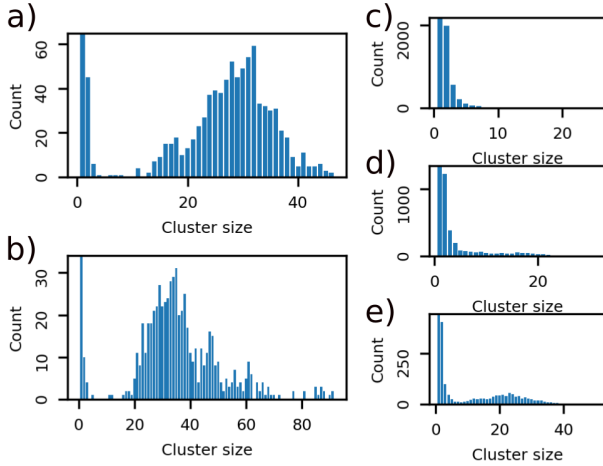 a)
60
40
20
0
Count
0 20 40
Cluster size
b)
30
20
10
0
Count
0 20 40 60 80
Cluster size
c)
2000
0
Count
0 10 20
Cluster size
d)
1000
0
Count
0 20
Cluster size
e)
250
0
Count
0 20 40
Cluster size